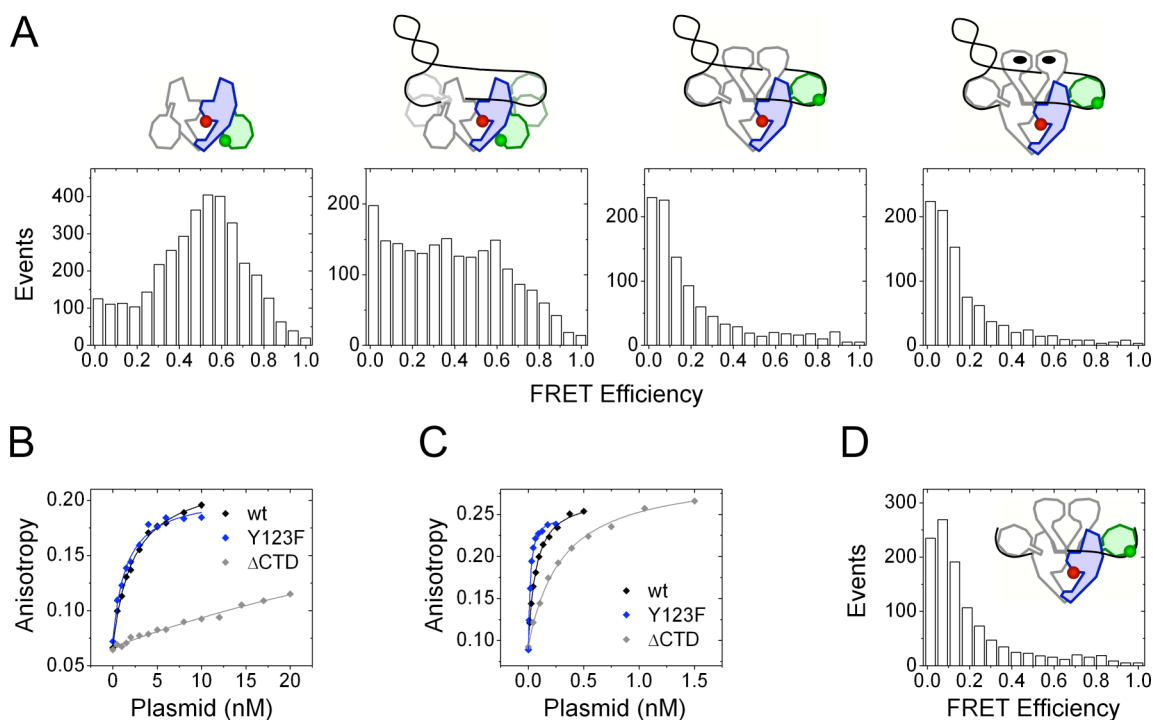 A
Events
400
300
200
100
0
0.0 0.2 0.4 0.6 0.8 1.0
200
100
0
0.0 0.2 0.4 0.6 0.8 1.0
200
100
0
0.0 0.2 0.4 0.6 0.8 1.0
200
100
0
0.0 0.2 0.4 0.6 0.8 1.0
FRET Efficiency
B
Anisotropy
0.20
0.15
0.10
0.05
wt
Y123F
ΔCTD
0 10 20
Plasmid (nM)
C
Anisotropy
0.25
0.20
0.15
0.10
wt
Y123F
ΔCTD
0.0 0.5 1.0 1.5
Plasmid (nM)
D
Events
300
200
100
0
0.0 0.2 0.4 0.6 0.8 1.0
FRET Efficiency